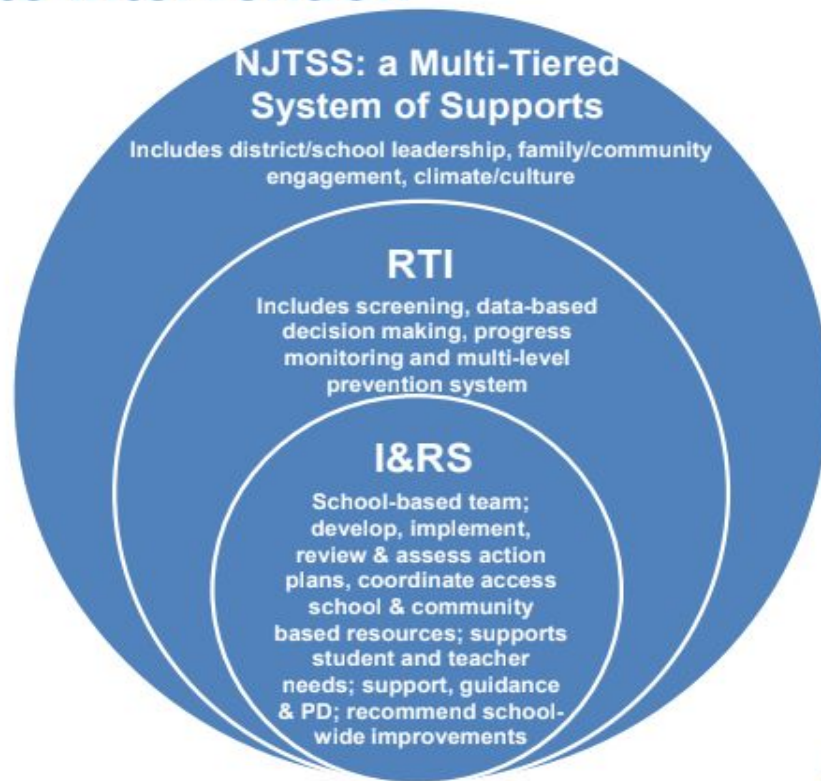 NJTSS: a Multi-Tiered
System of Supports
Includes district/school leadership, family/community
engagement, climate/culture
RTI
Includes screening, data-based
decision making, progress
monitoring and multi-level
prevention system
I&RS
School-based team;
develop, implement,
review & assess action
plans, coordinate access
school & community
based resources; supports
student and teacher
needs; support, guidance
& PD; recommend school-
wide improvements